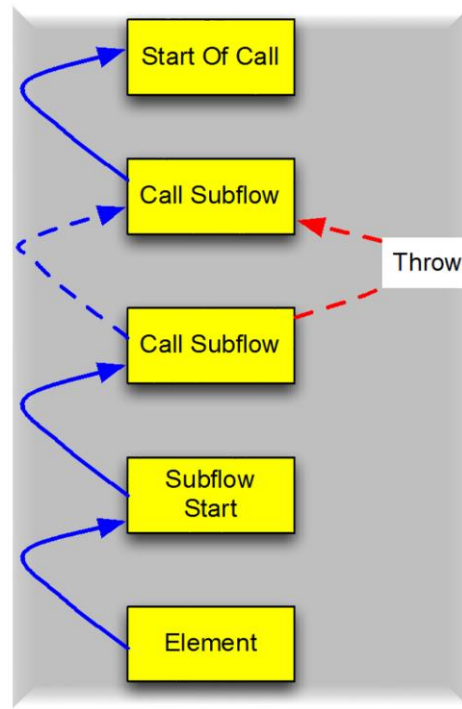 Start Of Call
Call Subflow
Throw
Call Subflow
Subflow
Start
Element